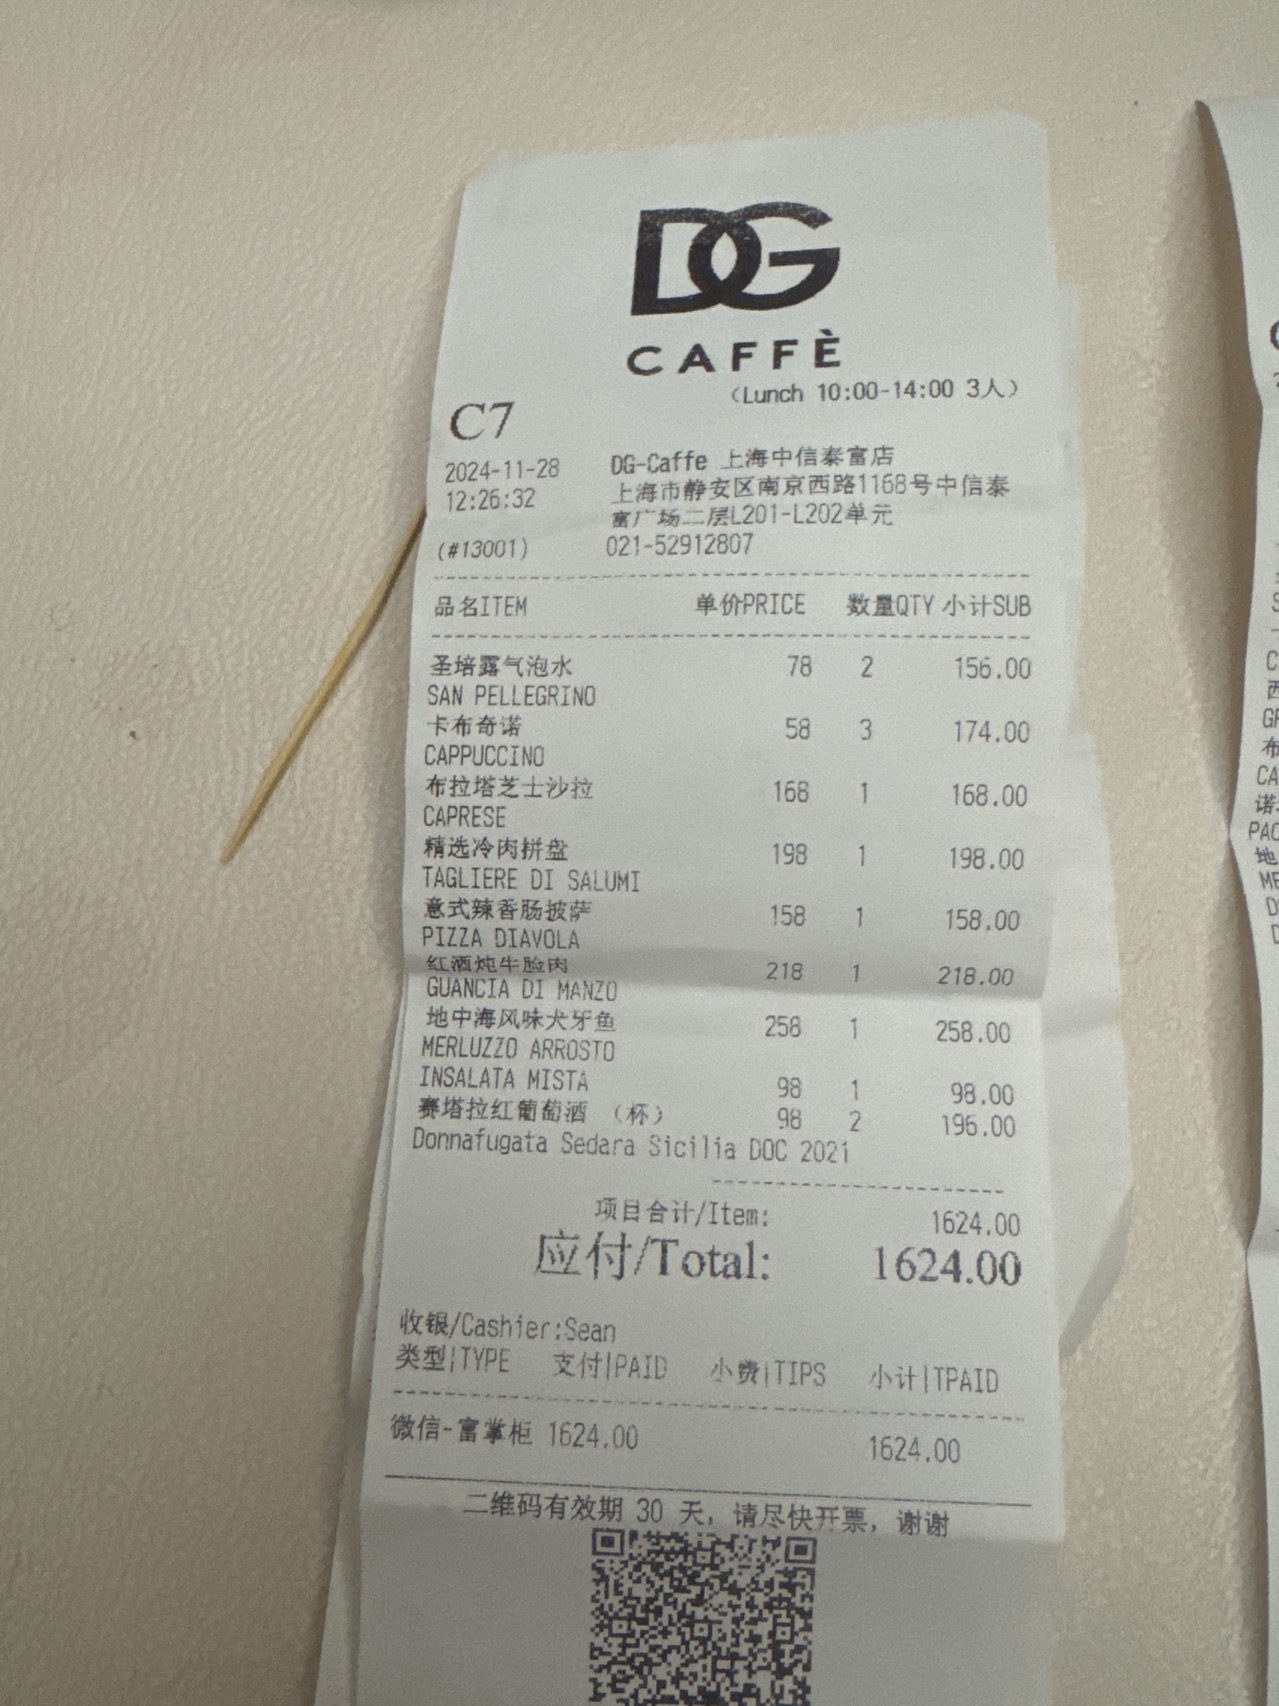 DG
CAFFÈ
（Lunch 10:00-14:00 3人）
C7
2024-11-28
12:26:32
(#13001)
DG-Caffe 上海中信泰富店
上海市静安区南京西路1168号中信泰
富广场二层L201-L202单元
021-52912807
品名ITEM 单价PRICE 数量QTY 小计SUB
圣培露气泡水 78 2 156.00
SAN PELLEGRINO
卡布奇诺 58 3 174.00
CAPPUCCINO
布拉塔芝士沙拉 168 1 168.00
CAPRESE
精选冷肉拼盘 198 1 198.00
TAGLIERE DI SALUMI
意式辣香肠披萨 158 1 158.00
PIZZA DIAVOLA
红酒炖牛脸肉 218 1 218.00
GUANCIA DI MANZO
地中海风味犬牙鱼 258 1 258.00
MERLUZZO ARROSTO
INSALATA MISTA 98 1 98.00
赛塔拉红葡萄酒 （杯） 98 2 196.00
Donnafugata Sedara Sicilia DOC 2021
项目合计/Item: 1624.00
应付/Total: 1624.00
收银/Cashier:Sean
类型|TYPE 支付|PAID 小费|TIPS 小计|TPAID
微信-富掌柜 1624.00 1624.00
二维码有效期 30 天，请尽快开票，谢谢